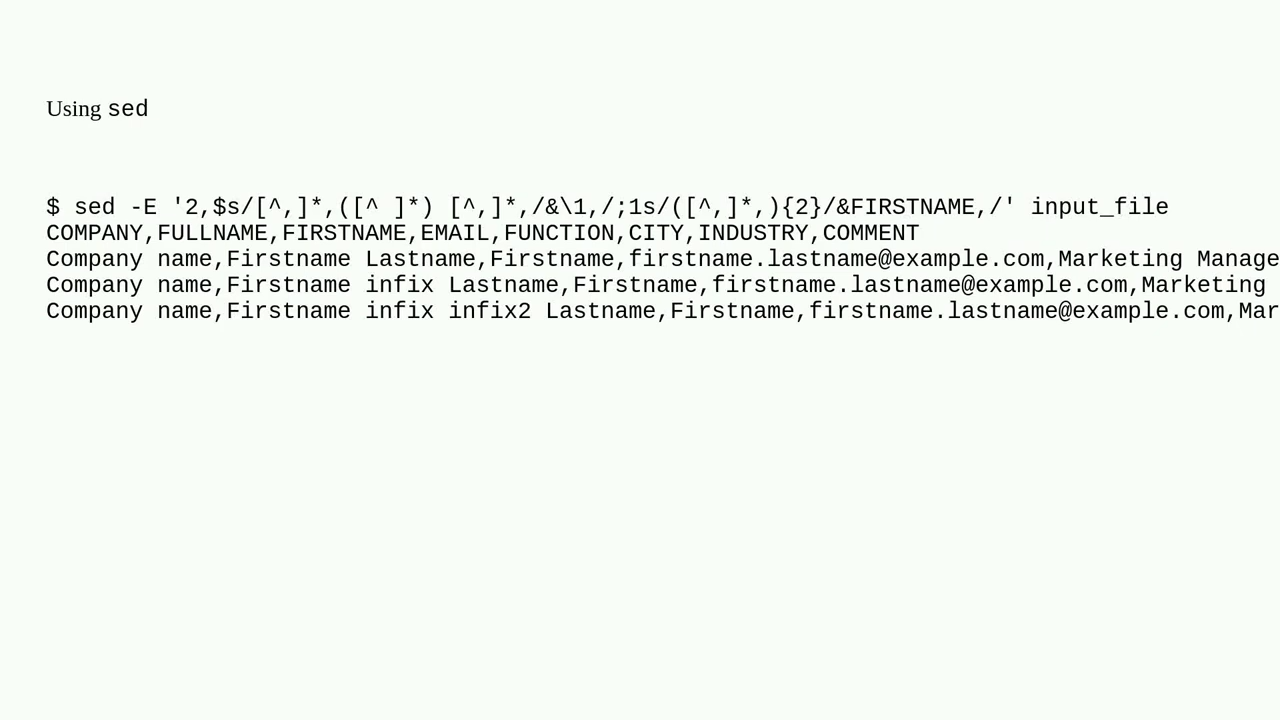 Using sed
$ sed -E '2,$s/[^,]*,([^ ]*) [^,]*,/&\1,/;1s/([^,]*,){2}/&FIRSTNAME,/' input_file
COMPANY,FULLNAME,FIRSTNAME,EMAIL,FUNCTION,CITY,INDUSTRY,COMMENT
Company name,Firstname Lastname,Firstname,firstname.lastname@example.com,Marketing Manage
Company name,Firstname infix Lastname,Firstname,firstname.lastname@example.com,Marketing
Company name,Firstname infix infix2 Lastname,Firstname,firstname.lastname@example.com,Mar